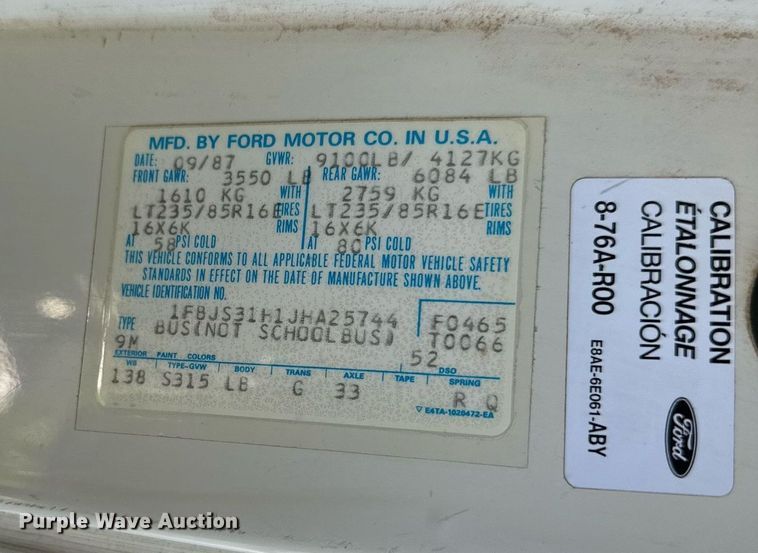 MFD. BY FORD MOTOR CO. IN U.S.A.
DATE: 09/87 GVWR: 9100LB/ 4127KG
FRONT GAWR: 3550 LB REAR GAWR: 6084 LB
1610 KG WITH 2759 KG WITH
LT235/85R16E TIRES LT235/85R16E TIRES
16X6K RIMS 16X6K RIMS
AT 58 PSI COLD AT 80 PSI COLD
THIS VEHICLE CONFORMS TO ALL APPLICABLE FEDERAL MOTOR VEHICLE SAFETY
STANDARDS IN EFFECT ON THE DATE OF MANUFACTURE SHOWN ABOVE.
VEHICLE IDENTIFICATION NO.
1FBJS31H1JHA25744 F0465
TYPE BUS(NOT SCHOOLBUS) T0066
9M 52
EXTERIOR PAINT COLORS DSO
WB TYPE-GVW BODY TRANS AXLE TAPE SPRING
138 S315 LB G 33 R Q
E4TA-1020472-EA
CALIBRATION
ÉTALONNAGE
CALIBRACIÓN
8-76A-R00
E8AE-6E061-ABY
Ford
Purple Wave Auction